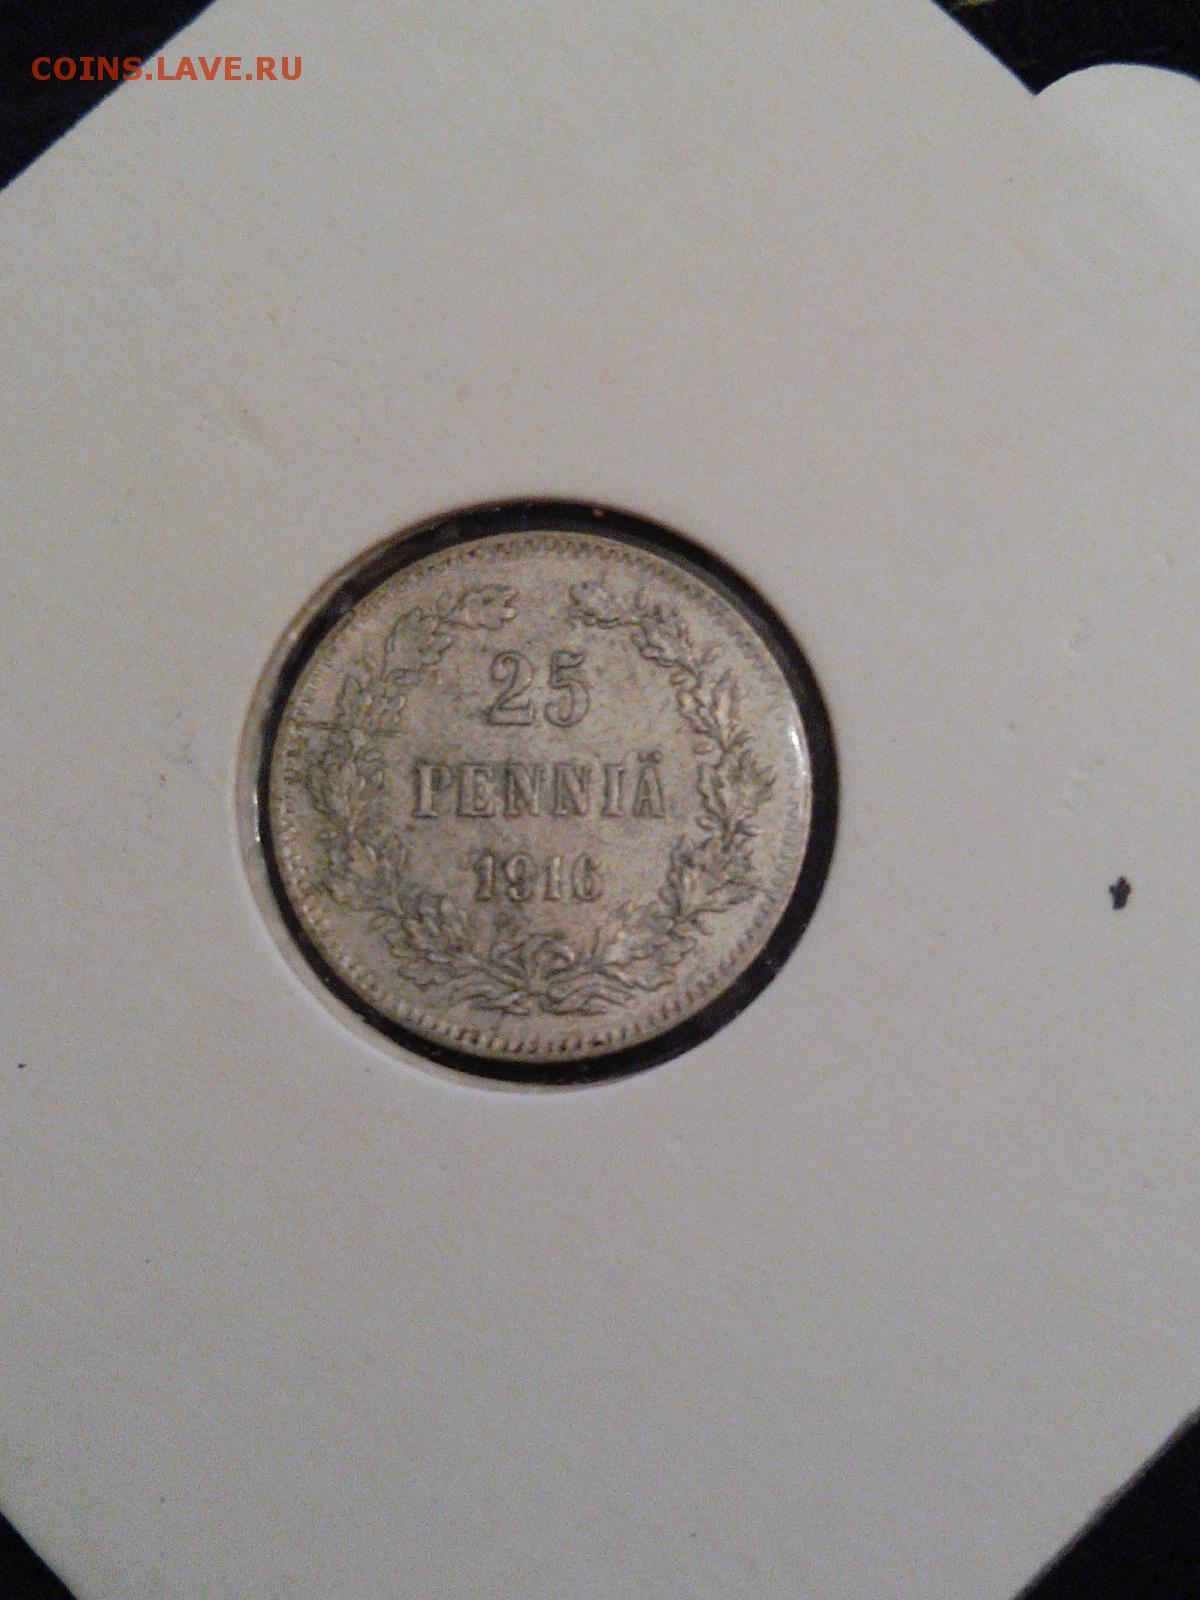 COINS.LAVE.RU
25
PENNIÄ
1916